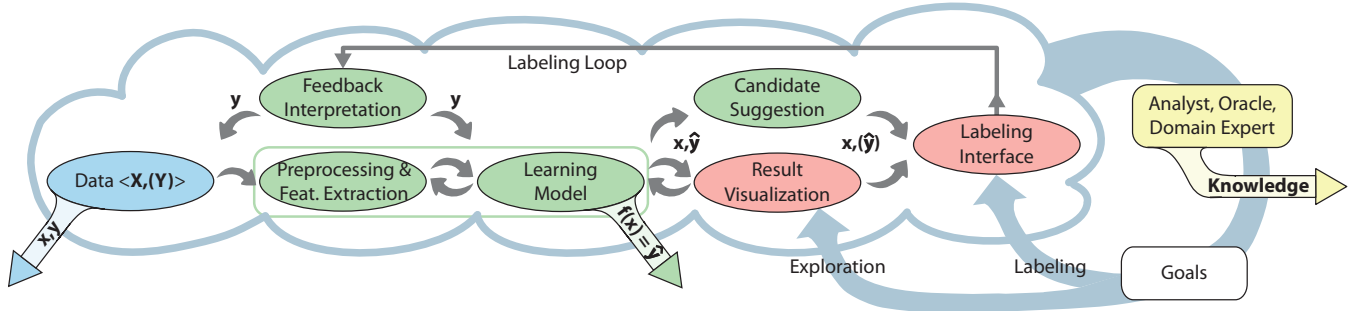 Labeling Loop
Feedback
Interpretation
Candidate
Suggestion
Analyst, Oracle,
Domain Expert
y
y
x,ŷ
x,(ŷ)
Labeling
Interface
Data <X,(Y)>
Preprocessing &
Feat. Extraction
Learning
Model
Result
Visualization
Knowledge
x,y
f(x) = ŷ
Exploration
Labeling
Goals